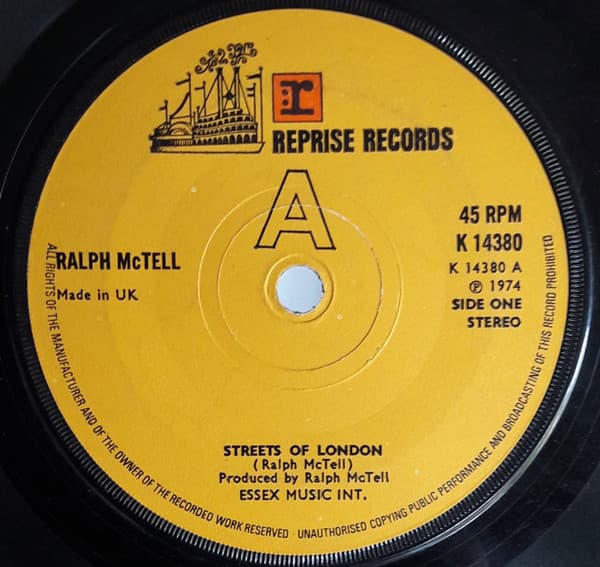 r
REPRISE RECORDS
A
45 RPM
K 14380
K 14380 A
Ⓟ 1974
SIDE ONE
STEREO
RALPH McTELL
Made in UK
STREETS OF LONDON
(Ralph McTell)
Produced by Ralph McTell
ESSEX MUSIC INT.
ALL RIGHTS OF THE MANUFACTURER AND OF THE OWNER OF THE RECORDED WORK RESERVED · UNAUTHORISED COPYING PUBLIC PERFORMANCE AND BROADCASTING OF THIS RECORD PROHIBITED